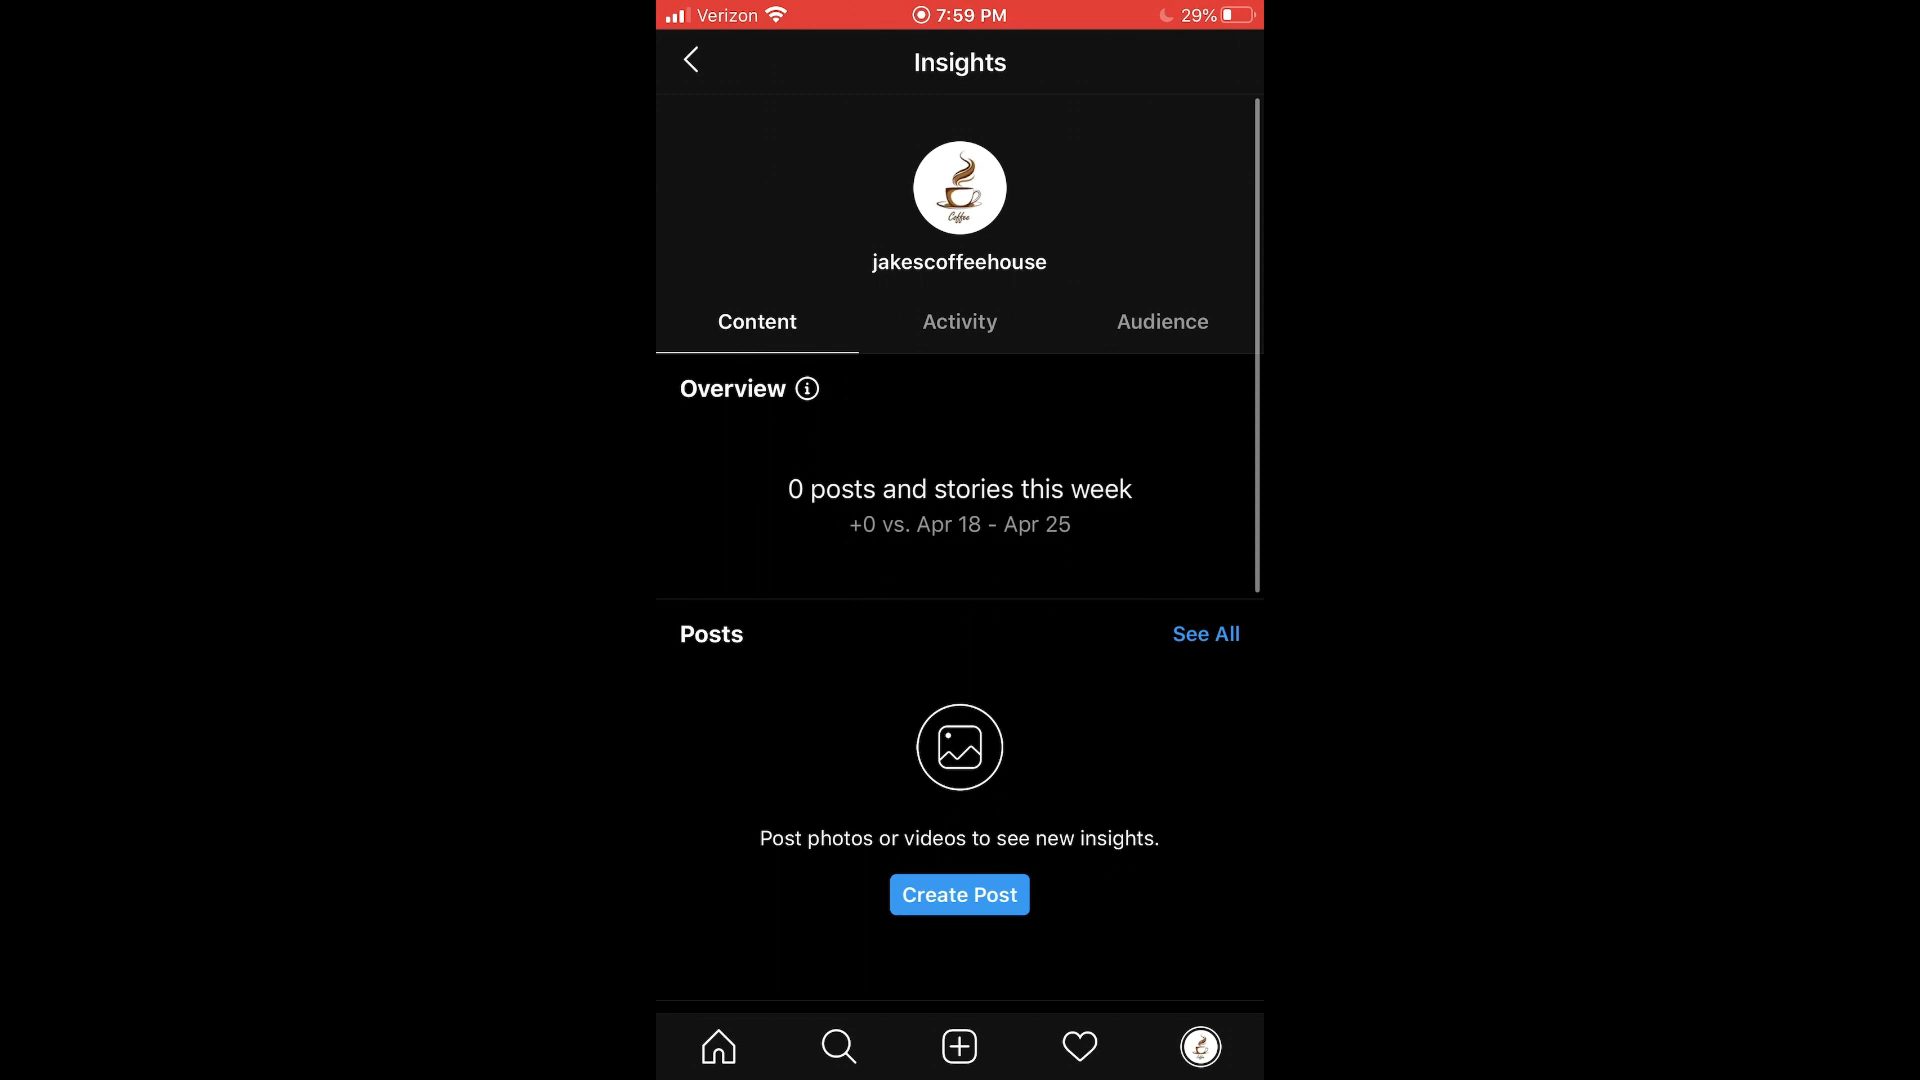 Verizon 7:59 PM 29%
Insights
Coffee
jakescoffeehouse
Content Activity Audience
Overview
0 posts and stories this week
+0 vs. Apr 18 - Apr 25
Posts See All
Post photos or videos to see new insights.
Create Post